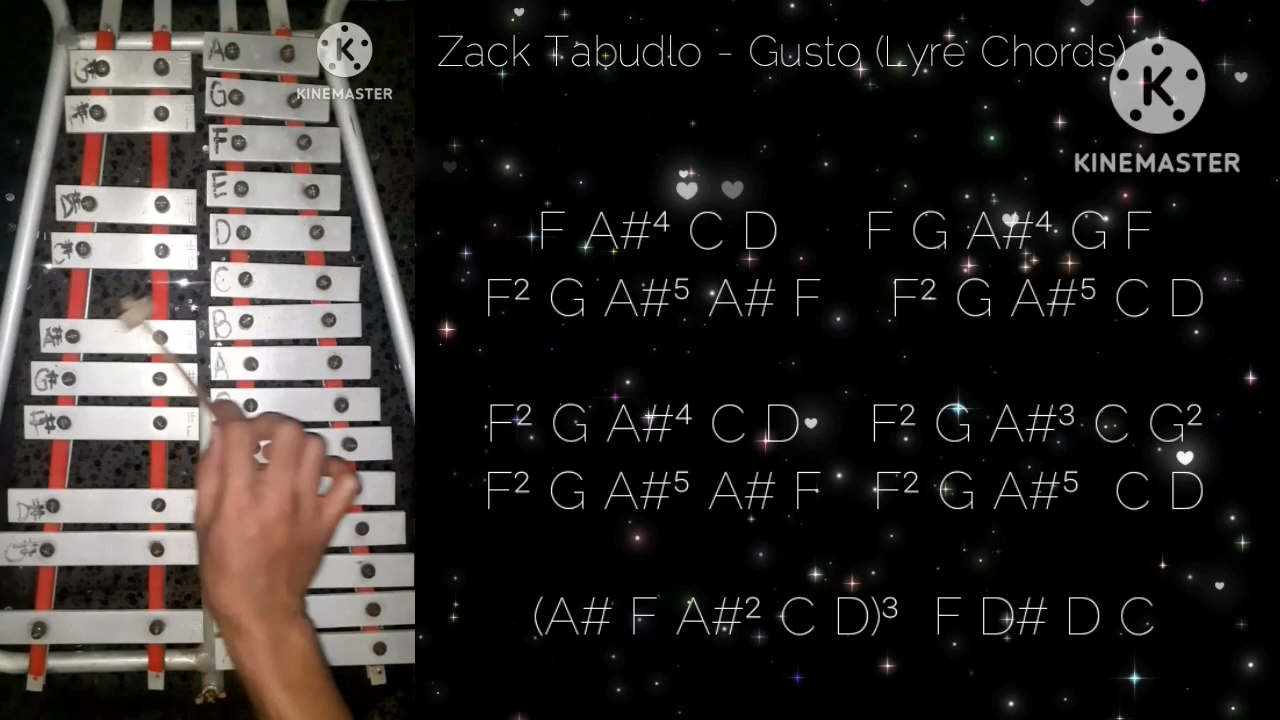 Zack Tabudlo - Gusto (Lyre Chords)
KINEMASTER
KINEMASTER
F A#⁴ C D F G A#⁴ G F
F² G A#⁵ A# F F² G A#⁵ C D
F² G A#⁴ C D F² G A#³ C G²
F² G A#⁵ A# F F² G A#⁵ C D
(A# F A#² C D)³ F D# D C
A
G
F
E
D
C
B
A
G#
D#
C#